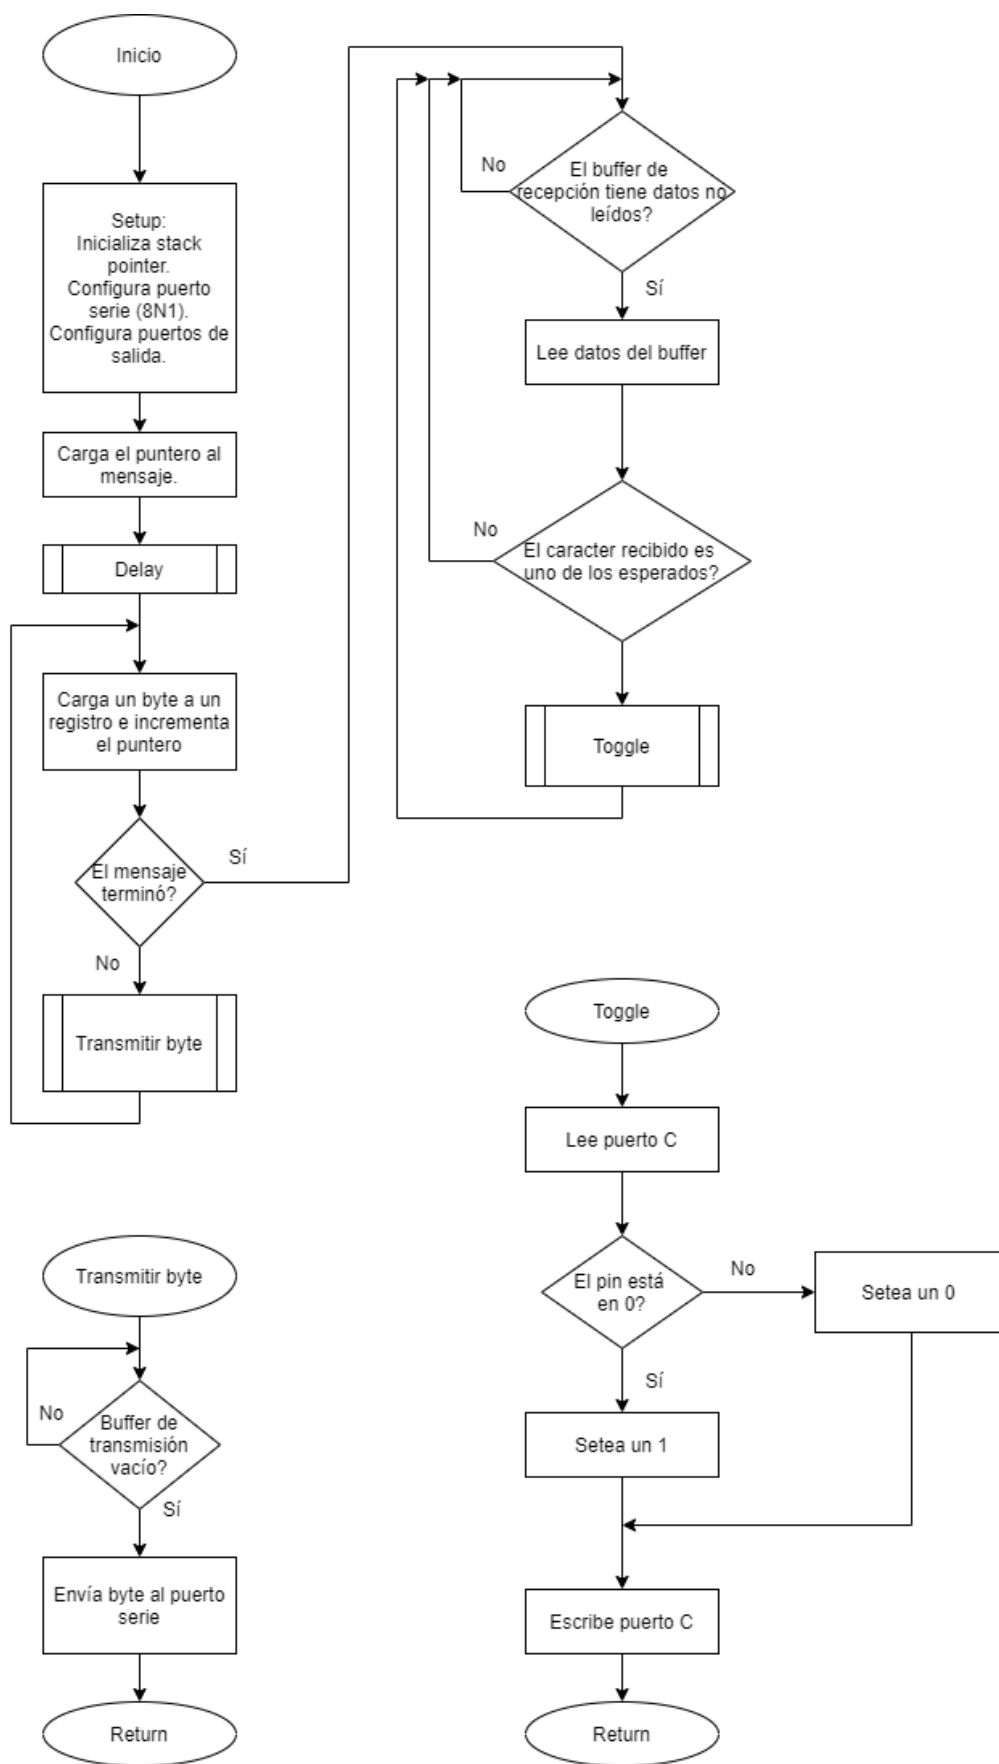 Inicio
Setup:
Inicializa stack
pointer.
Configura puerto
serie (8N1).
Configura puertos de
salida.
Carga el puntero al
mensaje.
Delay
Carga un byte a un
registro e incrementa
el puntero
El mensaje
terminó?
Sí
No
Transmitir byte
El buffer de
recepción tiene datos no
leídos?
No
Sí
Lee datos del buffer
El caracter recibido es
uno de los esperados?
No
Toggle
Transmitir byte
Buffer de
transmisión
vacío?
No
Sí
Envía byte al puerto
serie
Return
Toggle
Lee puerto C
El pin está
en 0?
No
Setea un 0
Sí
Setea un 1
Escribe puerto C
Return